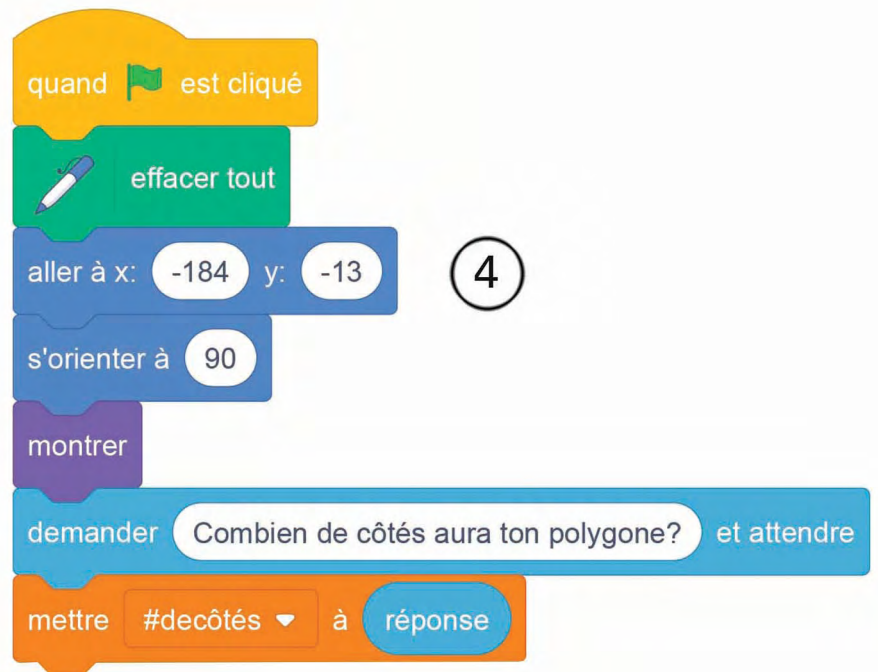 quand est cliqué
effacer tout
aller à x: -184 y: -13
4
s'orienter à 90
montrer
demander Combien de côtés aura ton polygone? et attendre
mettre #decôtés à réponse